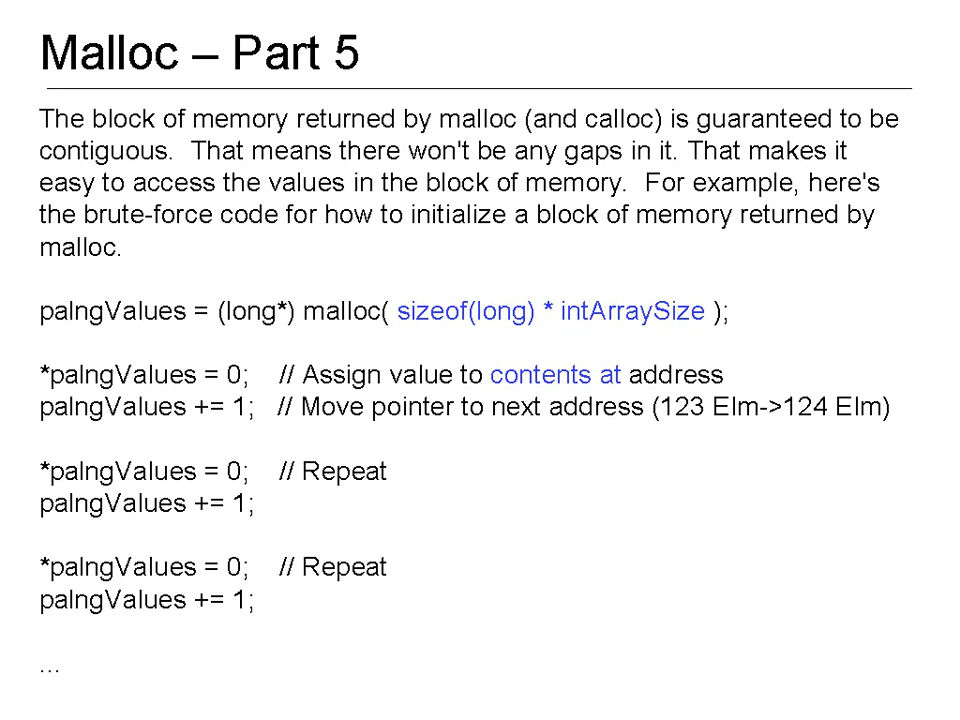 Malloc – Part 5
The block of memory returned by malloc (and calloc) is guaranteed to be
contiguous.  That means there won't be any gaps in it. That makes it
easy to access the values in the block of memory.  For example, here's
the brute-force code for how to initialize a block of memory returned by
malloc.
palngValues = (long*) malloc( sizeof(long) * intArraySize );
*palngValues = 0;    // Assign value to contents at address
palngValues += 1;   // Move pointer to next address (123 Elm->124 Elm)
*palngValues = 0;    // Repeat
palngValues += 1;
*palngValues = 0;    // Repeat
palngValues += 1;
...